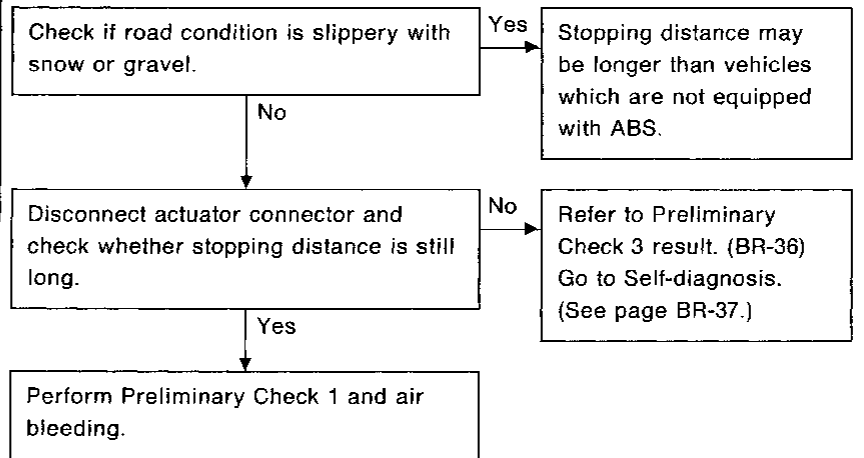 Check if road condition is slippery with
snow or gravel.
Yes
Stopping distance may
be longer than vehicles
which are not equipped
with ABS.
No
Disconnect actuator connector and
check whether stopping distance is still
long.
No
Refer to Preliminary
Check 3 result. (BR-36)
Go to Self-diagnosis.
(See page BR-37.)
Yes
Perform Preliminary Check 1 and air
bleeding.